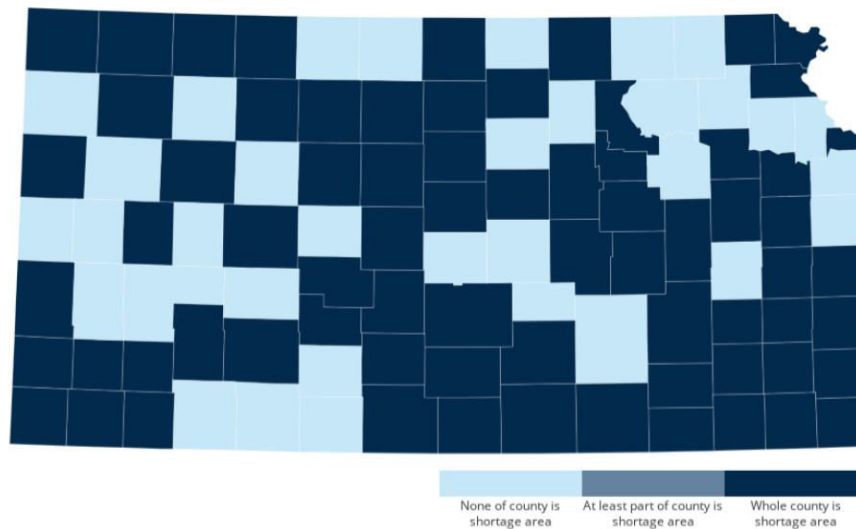 None of county is
shortage area
At least part of county is
shortage area
Whole county is
shortage area